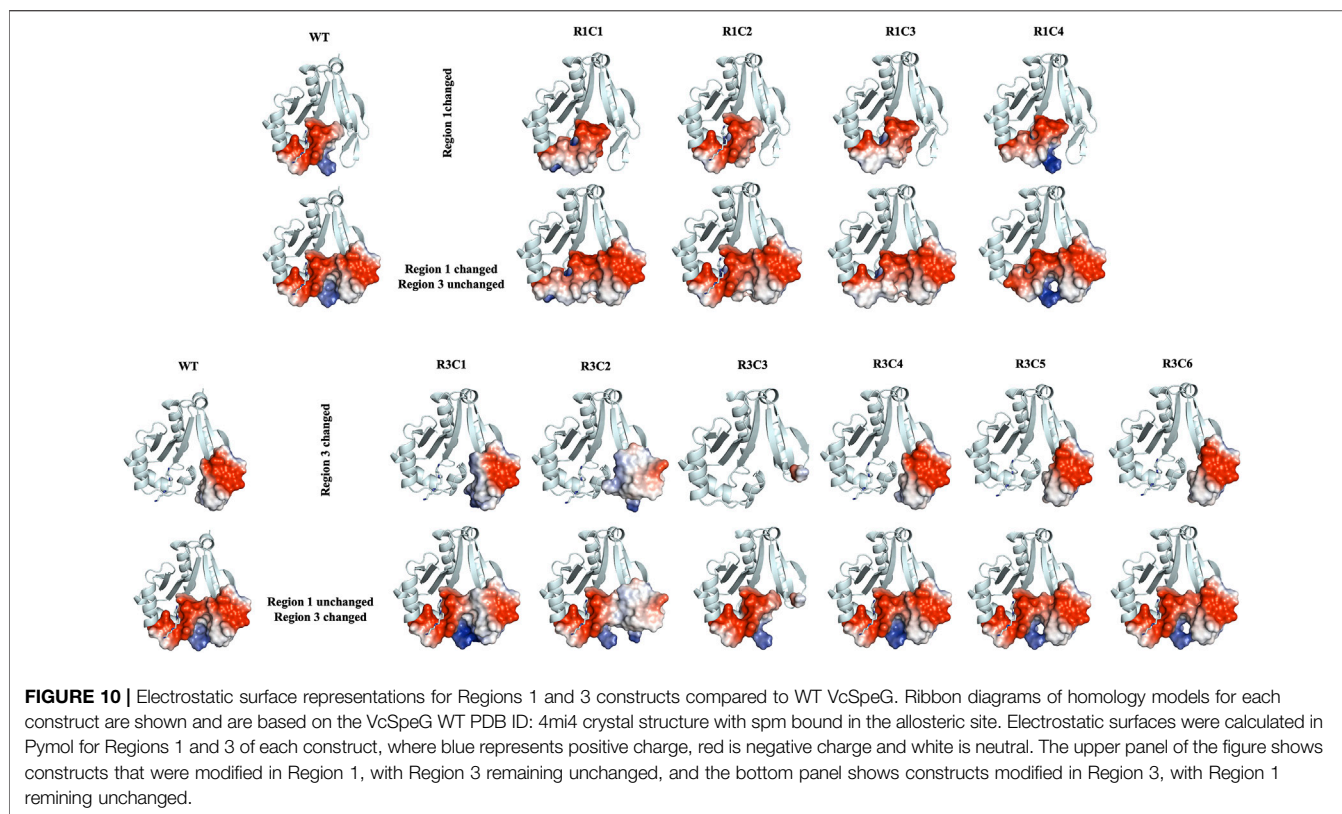 WT
R1C1
R1C2
R1C3
R1C4
Region 1changed
Region 1 changed
Region 3 unchanged
WT
R3C1
R3C2
R3C3
R3C4
R3C5
R3C6
Region 3 changed
Region 1 unchanged
Region 3 changed
FIGURE 10 | Electrostatic surface representations for Regions 1 and 3 constructs compared to WT VcSpeG. Ribbon diagrams of homology models for each
construct are shown and are based on the VcSpeG WT PDB ID: 4mi4 crystal structure with spm bound in the allosteric site. Electrostatic surfaces were calculated in
Pymol for Regions 1 and 3 of each construct, where blue represents positive charge, red is negative charge and white is neutral. The upper panel of the figure shows
constructs that were modified in Region 1, with Region 3 remaining unchanged, and the bottom panel shows constructs modified in Region 3, with Region 1
remining unchanged.